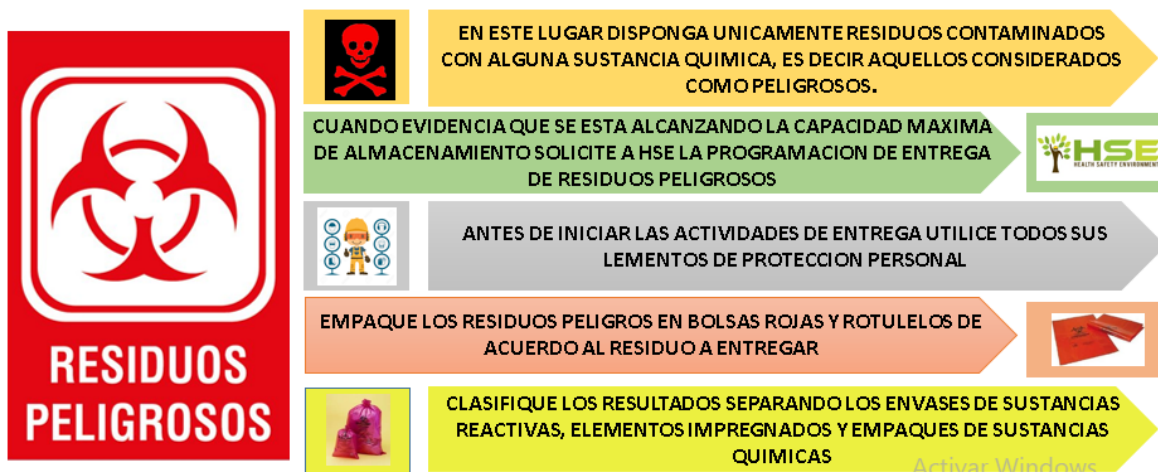 RESIDUOS
PELIGROSOS
EN ESTE LUGAR DISPONGA UNICAMENTE RESIDUOS CONTAMINADOS
CON ALGUNA SUSTANCIA QUIMICA, ES DECIR AQUELLOS CONSIDERADOS
COMO PELIGROSOS.
CUANDO EVIDENCIA QUE SE ESTA ALCANZANDO LA CAPACIDAD MAXIMA
DE ALMACENAMIENTO SOLICITE A HSE LA PROGRAMACION DE ENTREGA
DE RESIDUOS PELIGROSOS
HSE
HEALTH SAFETY ENVIRONMENT
ANTES DE INICIAR LAS ACTIVIDADES DE ENTREGA UTILICE TODOS SUS
LEMENTOS DE PROTECCION PERSONAL
EMPAQUE LOS RESIDUOS PELIGROS EN BOLSAS ROJAS Y ROTULELOS DE
ACUERDO AL RESIDUO A ENTREGAR
CLASIFIQUE LOS RESULTADOS SEPARANDO LOS ENVASES DE SUSTANCIAS
REACTIVAS, ELEMENTOS IMPREGNADOS Y EMPAQUES DE SUSTANCIAS
QUIMICAS
Activar Windows